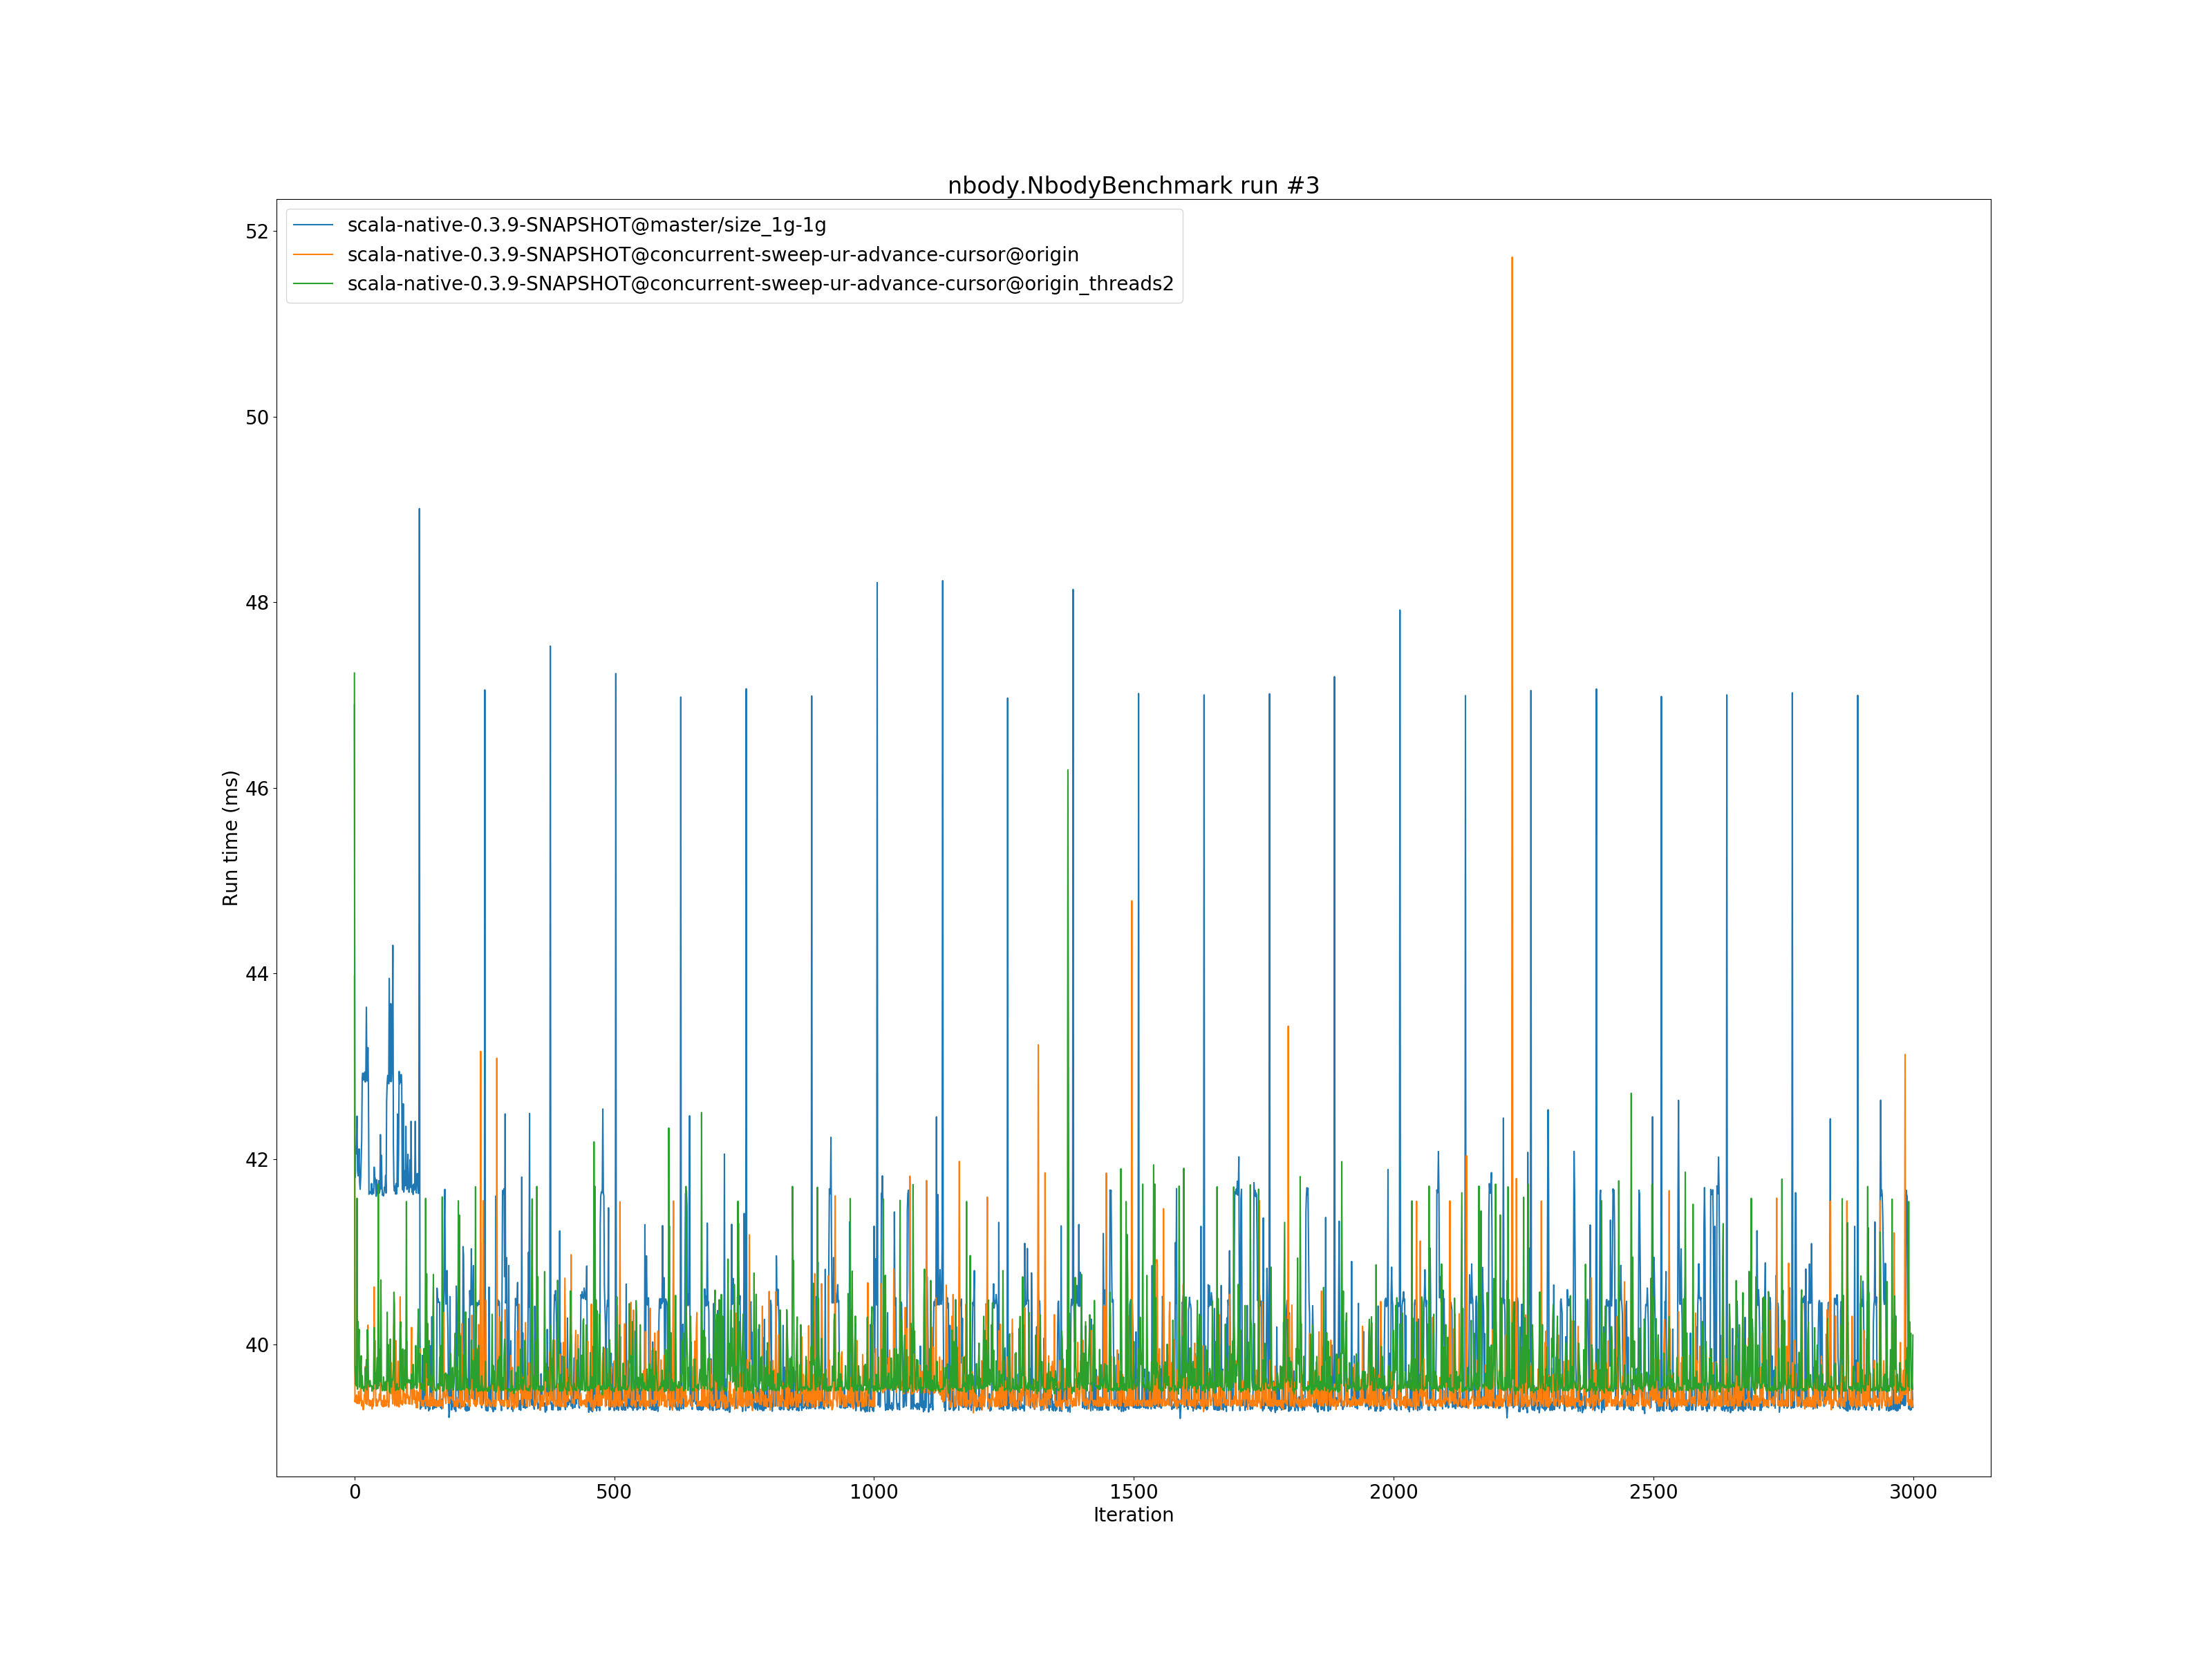 nbody.NbodyBenchmark run #3
scala-native-0.3.9-SNAPSHOT@master/size_1g-1g
scala-native-0.3.9-SNAPSHOT@concurrent-sweep-ur-advance-cursor@origin
scala-native-0.3.9-SNAPSHOT@concurrent-sweep-ur-advance-cursor@origin_threads2
52
50
48
46
44
42
40
Run time (ms)
0 500 1000 1500 2000 2500 3000
Iteration